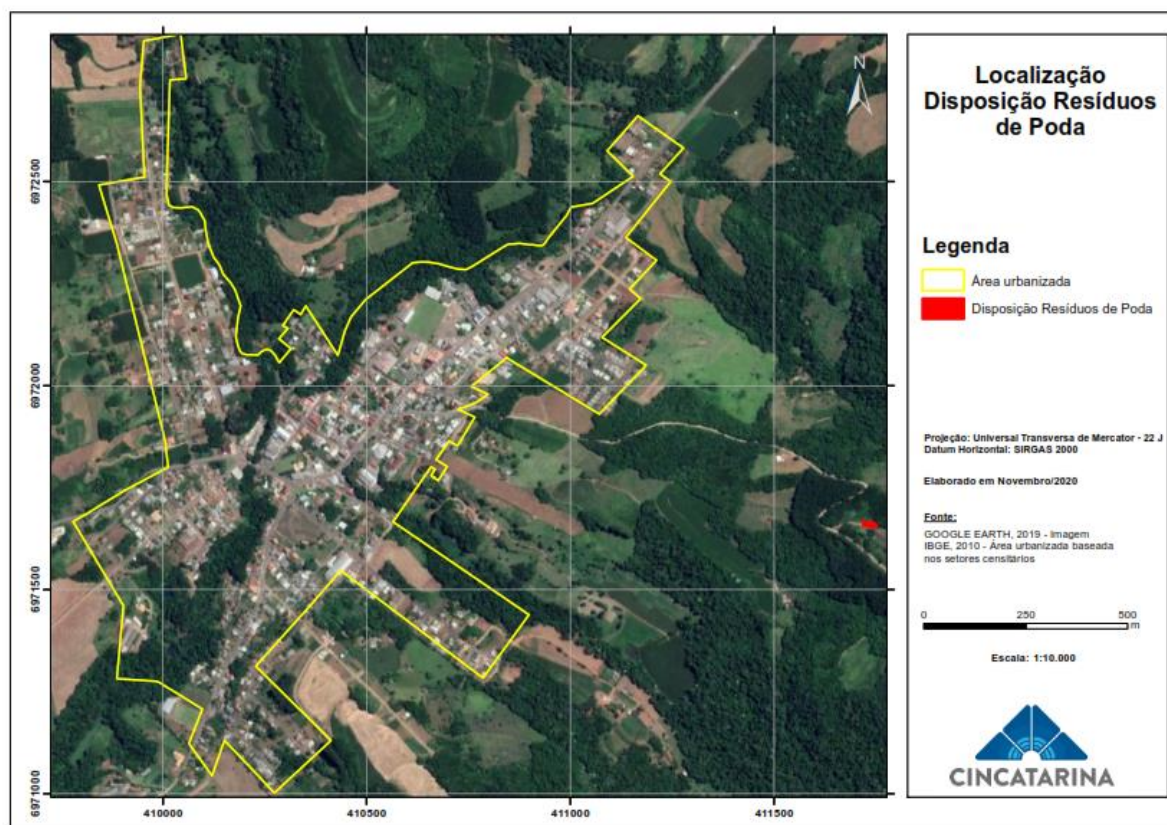 Localização
Disposição Resíduos
de Poda
N
Legenda
Área urbanizada
Disposição Resíduos de Poda
Projeção: Universal Transversa de Mercator - 22 J
Datum Horizontal: SIRGAS 2000
Elaborado em Novembro/2020
Fonte:
GOOGLE EARTH, 2019 - Imagem
IBGE, 2010 - Área urbanizada baseada
nos setores censitários
0 250 500
m
Escala: 1:10.000
CINCATARINA
6972500
6972000
6971500
6971000
410000 410500 411000 411500